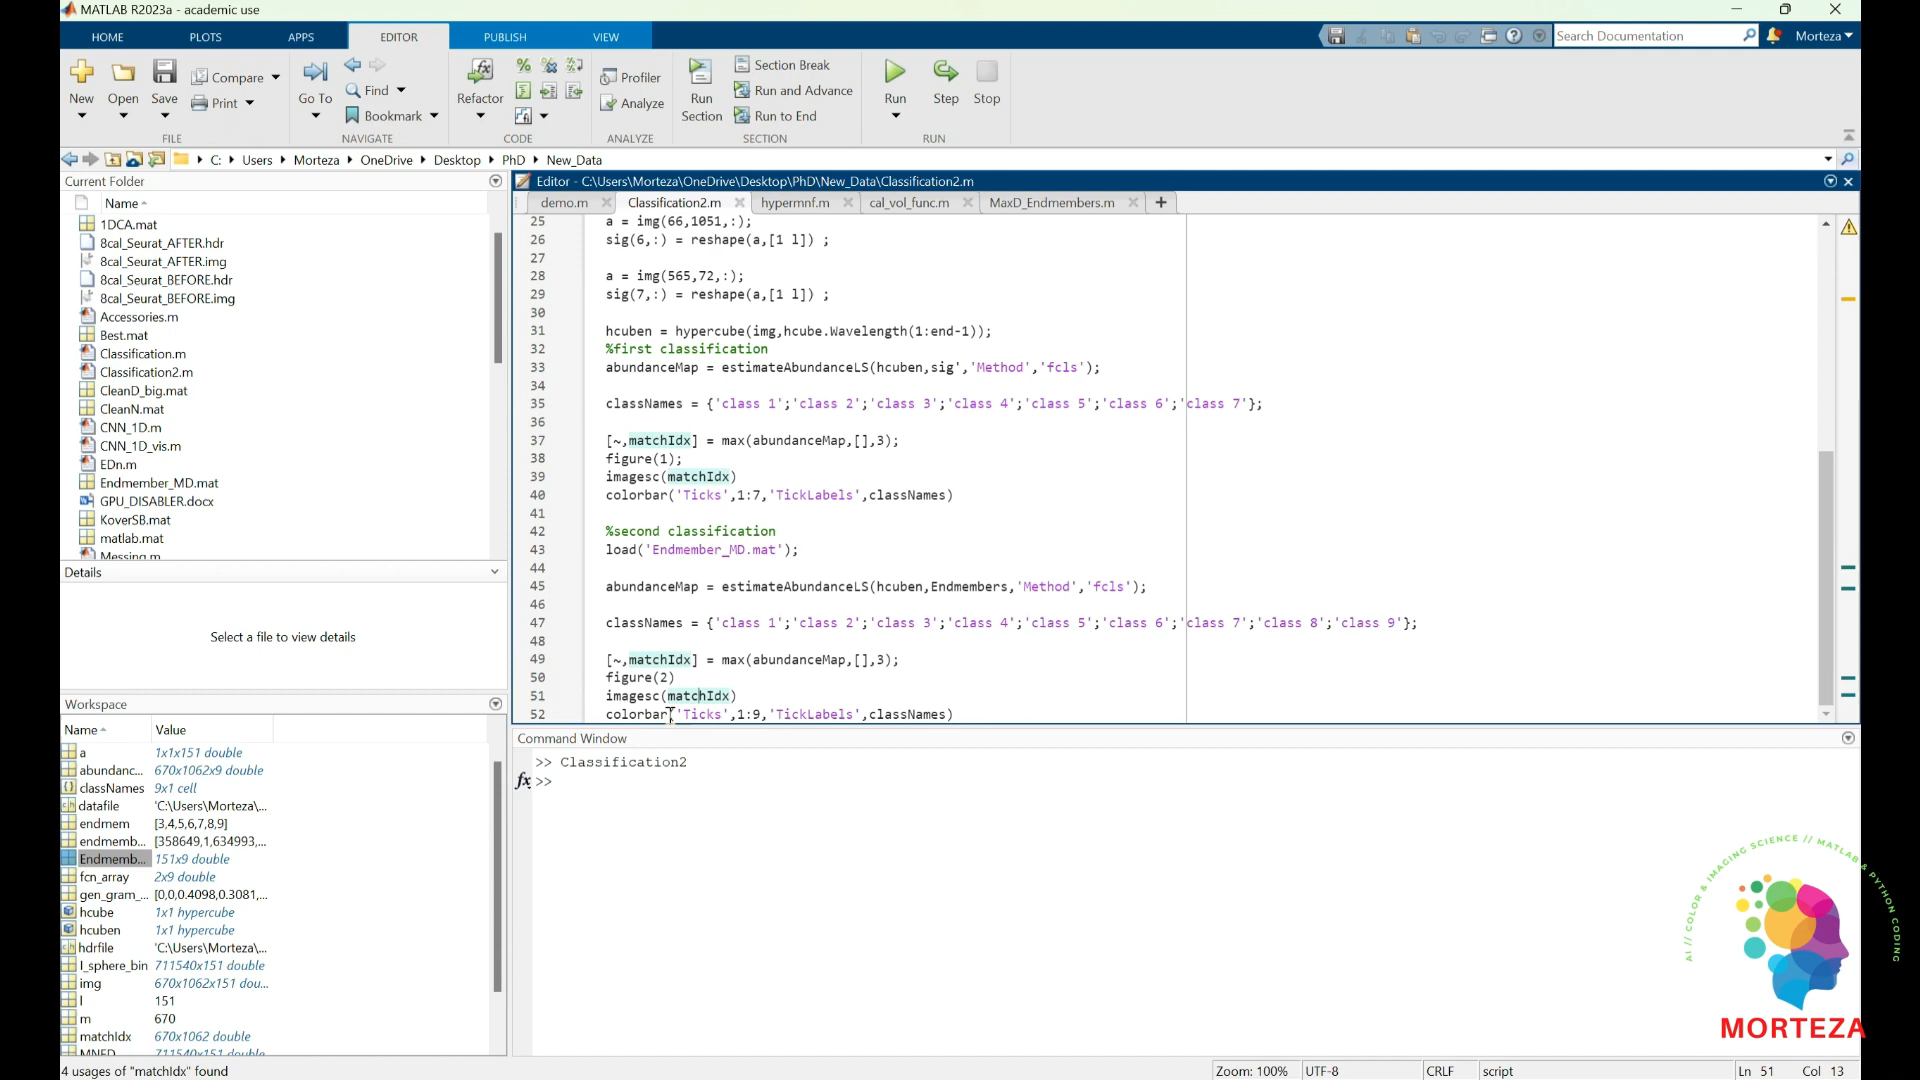 MATLAB R2023a - academic use
HOME PLOTS APPS EDITOR PUBLISH VIEW Search Documentation Morteza
New Open Save Compare Print Go To Find Bookmark Refactor Profiler Analyze Run Section Section Break Run and Advance Run to End Run Step Stop
FILE NAVIGATE CODE ANALYZE SECTION RUN
C: Users Morteza OneDrive Desktop PhD New_Data
Current Folder
Name
1DCA.mat
8cal_Seurat_AFTER.hdr
8cal_Seurat_AFTER.img
8cal_Seurat_BEFORE.hdr
8cal_Seurat_BEFORE.img
Accessories.m
Best.mat
Classification.m
Classification2.m
CleanD_big.mat
CleanN.mat
CNN_1D.m
CNN_1D_vis.m
EDn.m
Endmember_MD.mat
GPU_DISABLER.docx
KoverSB.mat
matlab.mat
Messing.m
Details
Select a file to view details
Workspace
Name Value
a 1x1x151 double
abundanc... 670x1062x9 double
classNames 9x1 cell
datafile 'C:\Users\Morteza\...
endmem [3,4,5,6,7,8,9]
endmemb... [358649,1,634993,...
Endmemb... 151x9 double
fcn_array 2x9 double
gen_gram_... [0,0,0.4098,0.3081,...
hcube 1x1 hypercube
hcuben 1x1 hypercube
hdrfile 'C:\Users\Morteza\...
I_sphere_bin 711540x151 double
img 670x1062x151 dou...
l 151
m 670
matchIdx 670x1062 double
MNFD 711540x151 double
4 usages of "matchIdx" found
Editor - C:\Users\Morteza\OneDrive\Desktop\PhD\New_Data\Classification2.m
demo.m Classification2.m hypermnf.m cal_vol_func.m MaxD_Endmembers.m +
25 a = img(66,1051,:);
26 sig(6,:) = reshape(a,[1 l]) ;
27
28 a = img(565,72,:);
29 sig(7,:) = reshape(a,[1 l]) ;
30
31 hcuben = hypercube(img,hcube.Wavelength(1:end-1));
32 %first classification
33 abundanceMap = estimateAbundanceLS(hcuben,sig','Method','fcls');
34
35 classNames = {'class 1';'class 2';'class 3';'class 4';'class 5';'class 6';'class 7'};
36
37 [~,matchIdx] = max(abundanceMap,[],3);
38 figure(1);
39 imagesc(matchIdx)
40 colorbar('Ticks',1:7,'TickLabels',classNames)
41
42 %second classification
43 load('Endmember_MD.mat');
44
45 abundanceMap = estimateAbundanceLS(hcuben,Endmembers,'Method','fcls');
46
47 classNames = {'class 1';'class 2';'class 3';'class 4';'class 5';'class 6';'class 7';'class 8';'class 9'};
48
49 [~,matchIdx] = max(abundanceMap,[],3);
50 figure(2)
51 imagesc(matchIdx)
52 colorbar('Ticks',1:9,'TickLabels',classNames)
Command Window
>> Classification2
fx >>
AI // COLOR & IMAGING SCIENCE // MATLAB & PYTHON CODING
MORTEZA
Zoom: 100% UTF-8 CRLF script Ln 51 Col 13